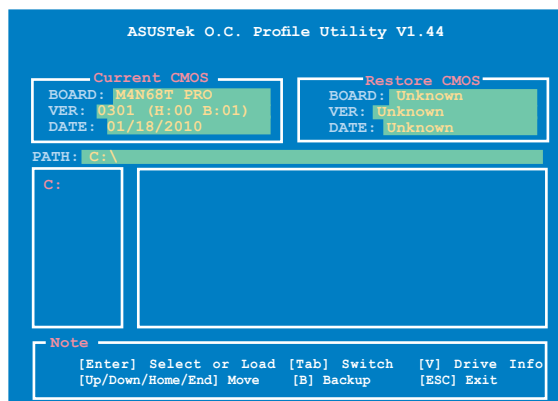 ASUSTek O.C. Profile Utility V1.44
Current CMOS
BOARD: M4N68T PRO
VER: 0301 (H:00 B:01)
DATE: 01/18/2010
Restore CMOS
BOARD: Unknown
VER: Unknown
DATE: Unknown
PATH: C:\
C:
Note
[Enter] Select or Load [Tab] Switch [V] Drive Info
[Up/Down/Home/End] Move [B] Backup [ESC] Exit